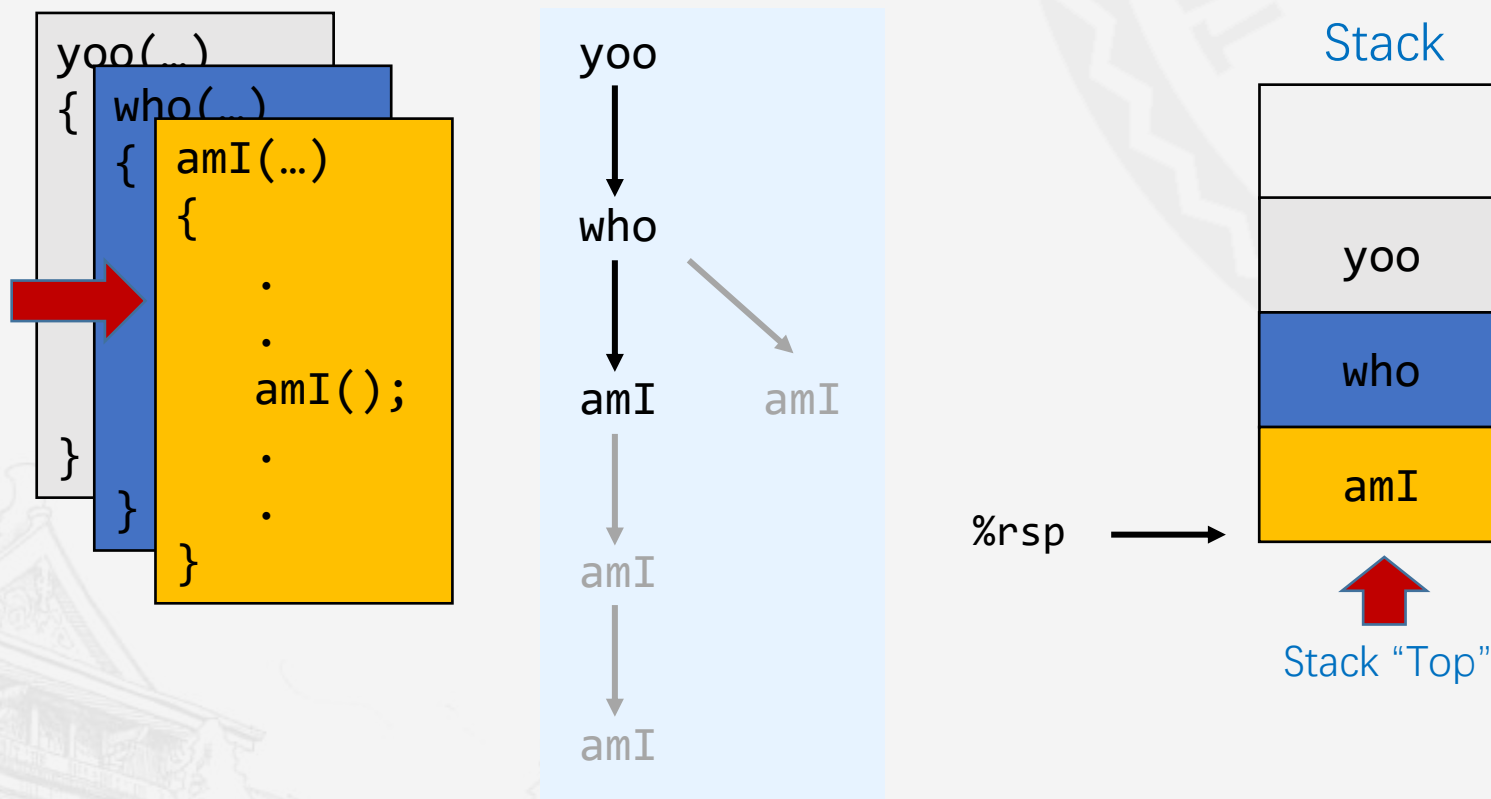 yoo(…)
{
}
who(…)
{
}
amI(…)
{
.
.
amI();
.
.
}
yoo
who
amI amI
amI
amI
Stack
yoo
who
amI
%rsp
Stack “Top”